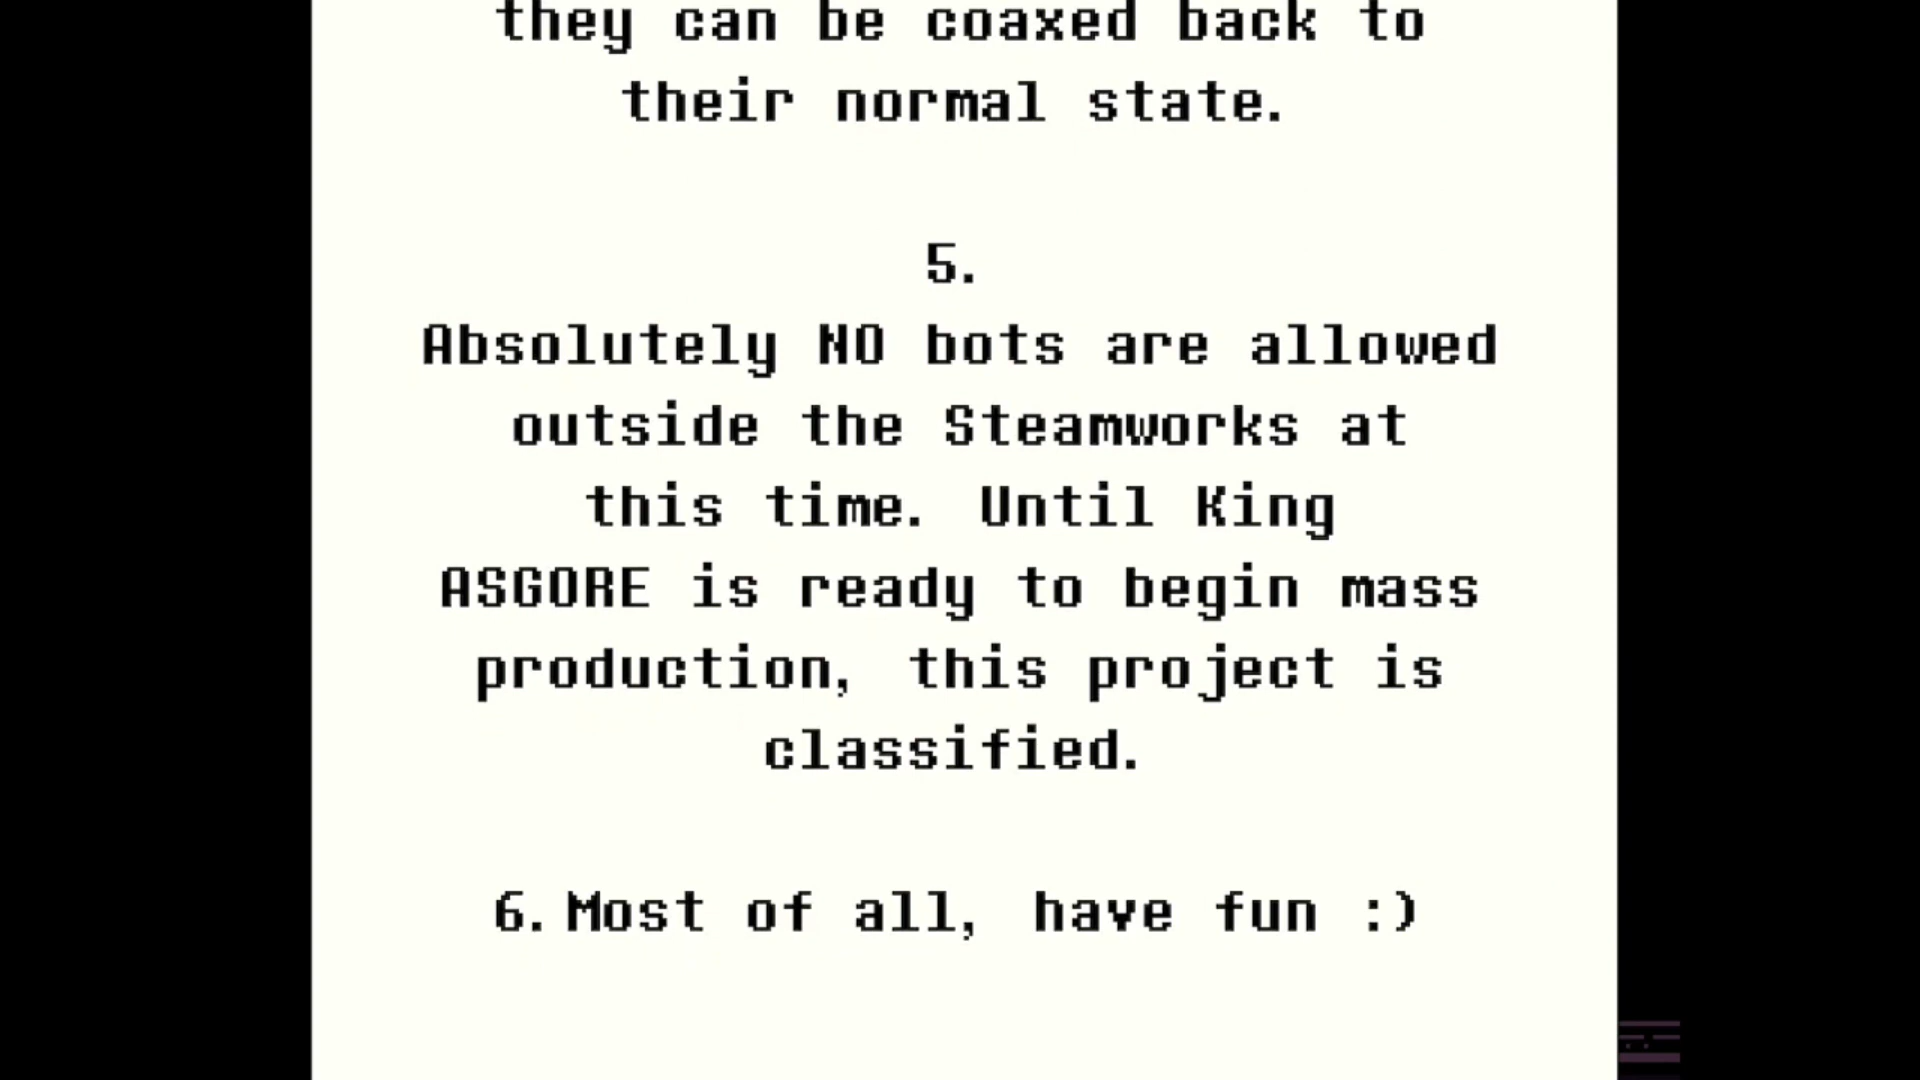 they can be coaxed back to
their normal state.
5.
Absolutely NO bots are allowed
outside the Steamworks at
this time. Until King
ASGORE is ready to begin mass
production, this project is
classified.
6. Most of all, have fun :)